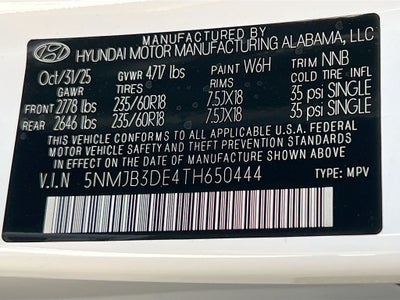 MANUFACTURED BY
HYUNDAI MOTOR MANUFACTURING ALABAMA, LLC
Oct/31/25 GVWR 4717 lbs PAINT W6H TRIM NNB
GAWR TIRES RIMS COLD TIRE INFL
FRONT 2778 lbs 235/60R18 7.5JX18 35 psi SINGLE
REAR 2646 lbs 235/60R18 7.5JX18 35 psi SINGLE
THIS VEHICLE CONFORMS TO ALL APPLICABLE U.S.A. FEDERAL
MOTOR VEHICLE SAFETY AND THEFT PREVENTION STANDARDS
IN EFFECT ON THE DATE OF MANUFACTURE SHOWN ABOVE.
V.I.N 5NMJB3DE4TH650444
TYPE: MPV